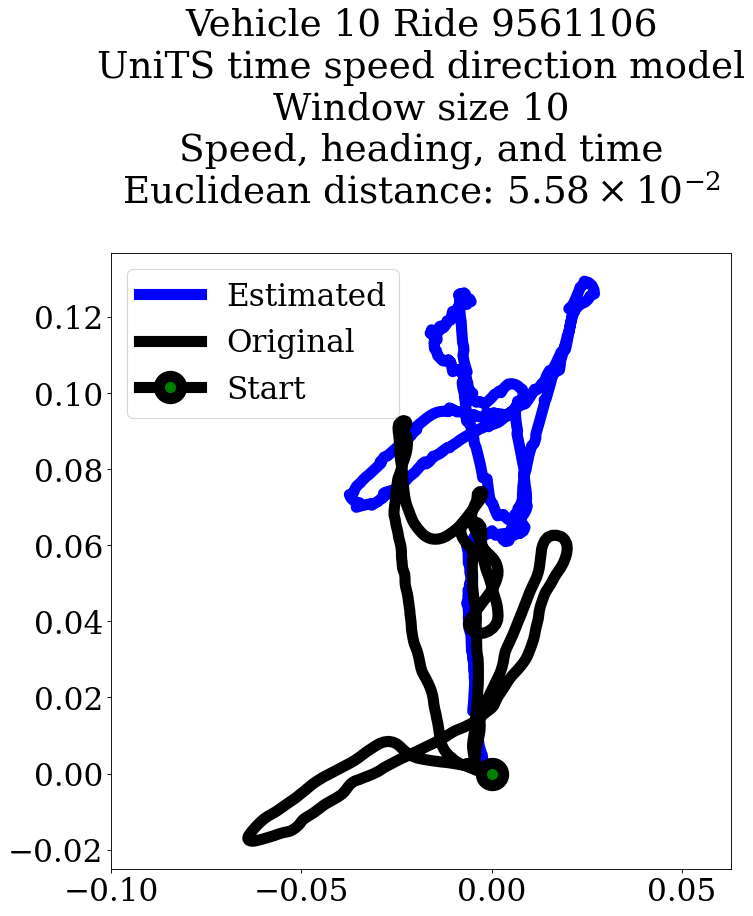 Vehicle 10 Ride 9561106
UniTS time speed direction model
Window size 10
Speed, heading, and time
Euclidean distance: 5.58 × 10⁻²
Estimated
Original
Start
0.12
0.10
0.08
0.06
0.04
0.02
0.00
−0.02
−0.10
−0.05
0.00
0.05